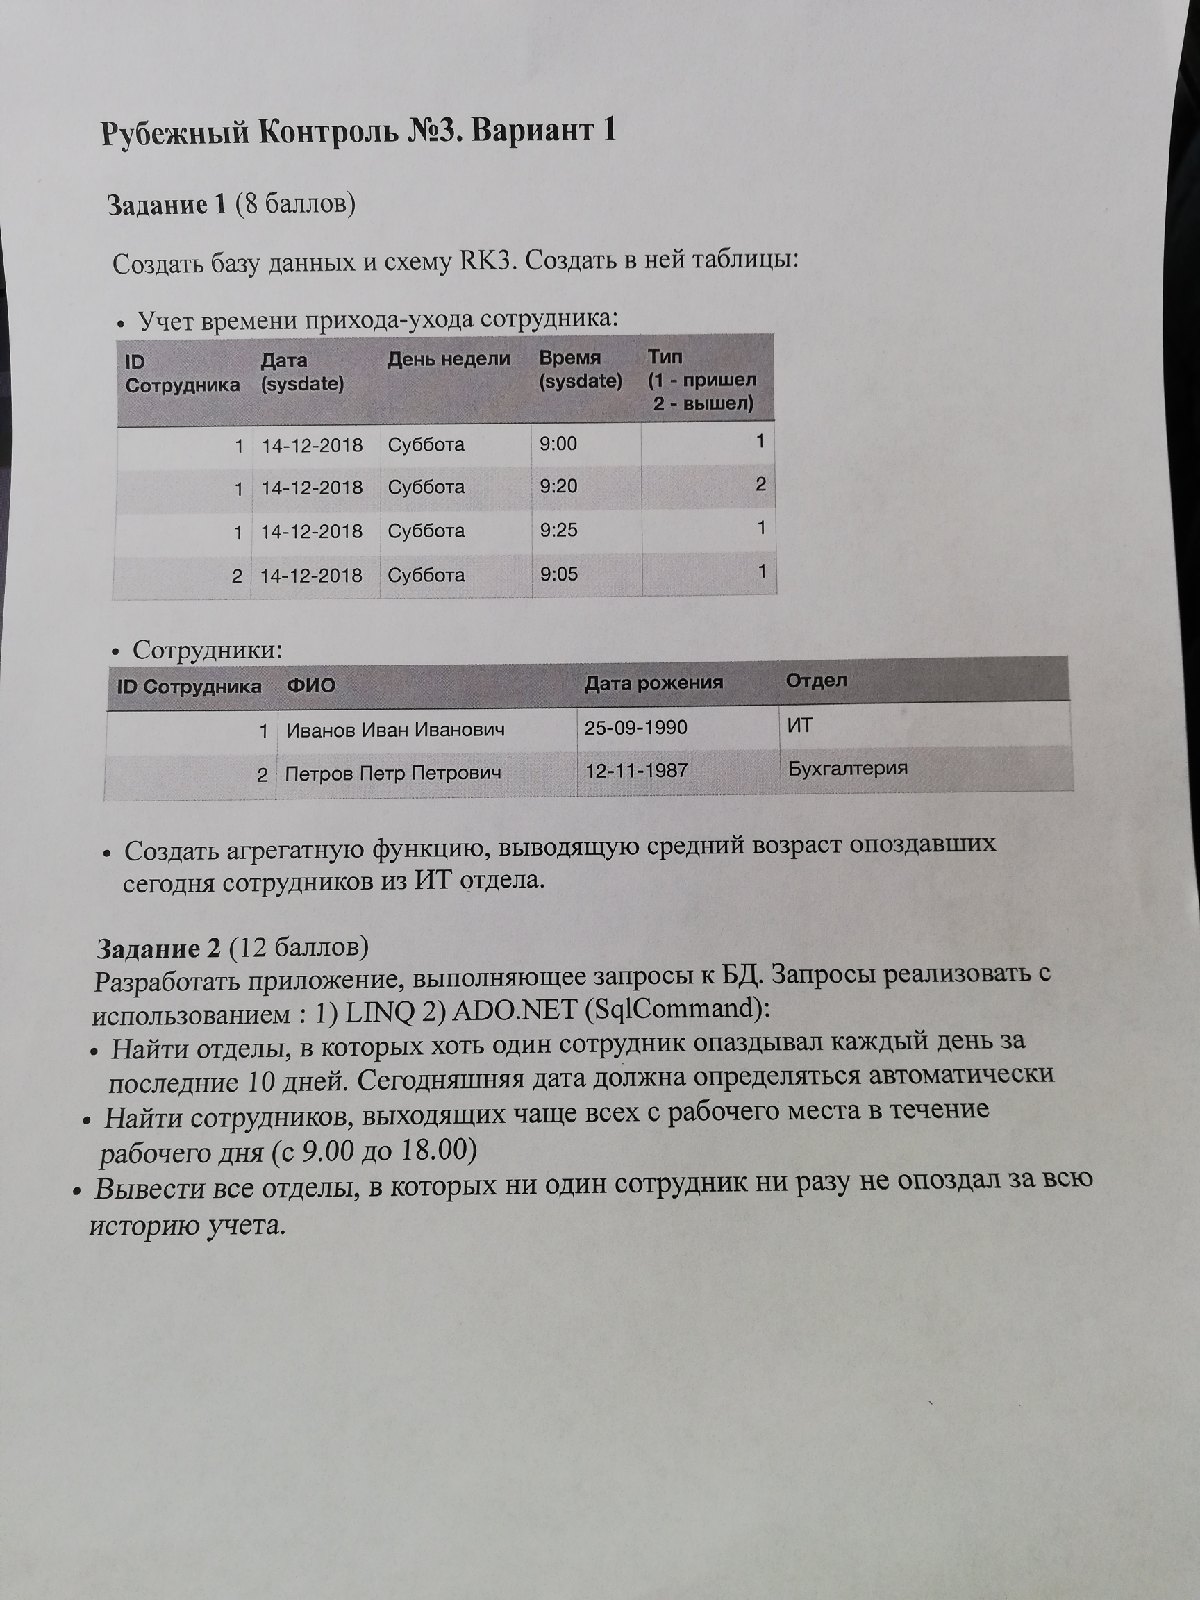 Рубежный Контроль №3. Вариант 1
Задание 1 (8 баллов)
Создать базу данных и схему RK3. Создать в ней таблицы:
• Учет времени прихода-ухода сотрудника:
ID Сотрудника Дата (sysdate) День недели Время (sysdate) Тип (1 - пришел 2 - вышел)
1 14-12-2018 Суббота 9:00 1
1 14-12-2018 Суббота 9:20 2
1 14-12-2018 Суббота 9:25 1
2 14-12-2018 Суббота 9:05 1
• Сотрудники:
ID Сотрудника ФИО Дата рожения Отдел
1 Иванов Иван Иванович 25-09-1990 ИТ
2 Петров Петр Петрович 12-11-1987 Бухгалтерия
• Создать агрегатную функцию, выводящую средний возраст опоздавших
сегодня сотрудников из ИТ отдела.
Задание 2 (12 баллов)
Разработать приложение, выполняющее запросы к БД. Запросы реализовать с
использованием : 1) LINQ 2) ADO.NET (SqlCommand):
• Найти отделы, в которых хоть один сотрудник опаздывал каждый день за
последние 10 дней. Сегодняшняя дата должна определяться автоматически
• Найти сотрудников, выходящих чаще всех с рабочего места в течение
рабочего дня (с 9.00 до 18.00)
• Вывести все отделы, в которых ни один сотрудник ни разу не опоздал за всю
историю учета.